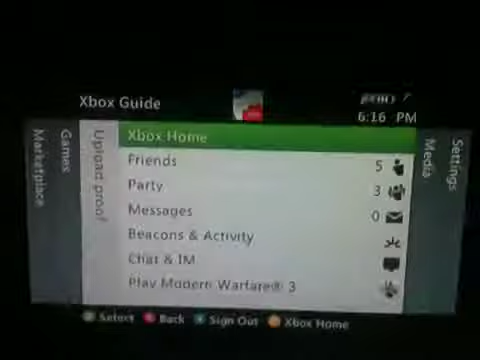 Xbox Guide
6:16 PM
Marketplace
Games
Upload proof
Xbox Home
Friends 5
Party 3
Messages 0
Beacons & Activity
Chat & IM
Play Modern Warfare® 3
Media
Settings
Select Back Sign Out Xbox Home